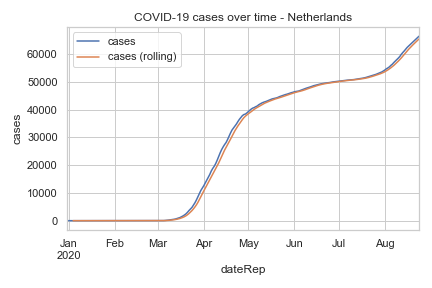 COVID-19 cases over time - Netherlands
cases
cases (rolling)
60000
50000
40000
30000
20000
10000
0
cases
Jan Feb Mar Apr May Jun Jul Aug
2020
dateRep